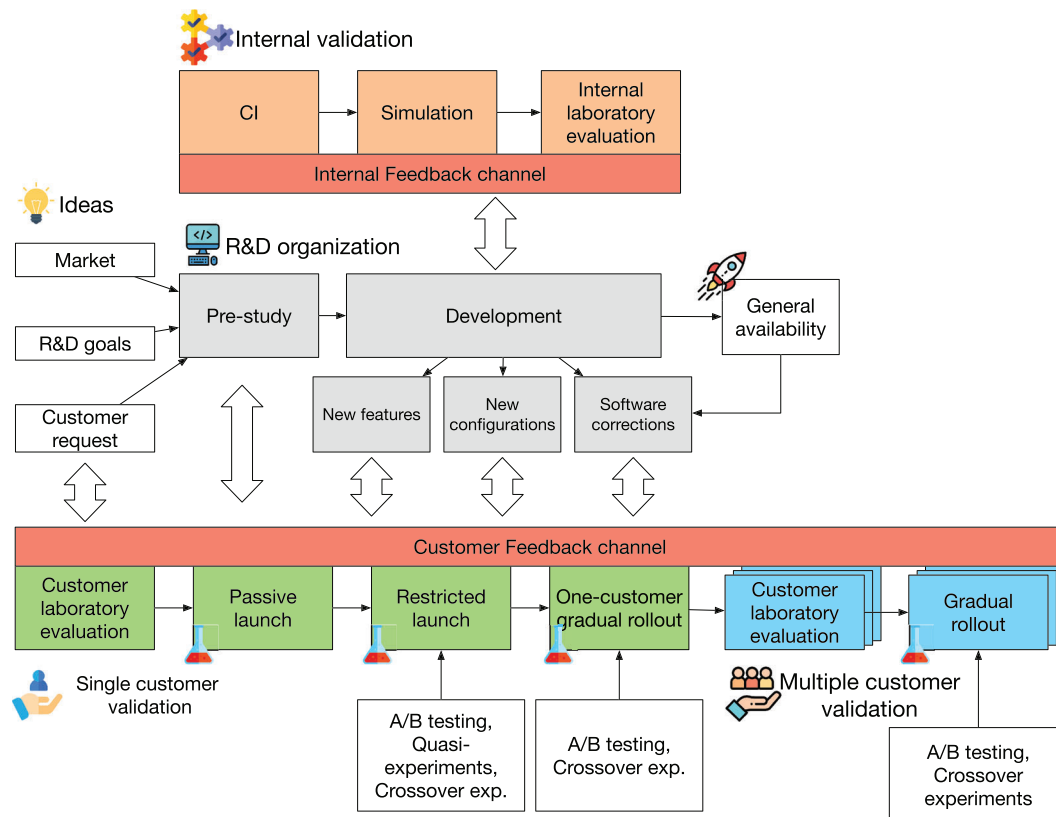 Internal validation
CI
Simulation
Internal
laboratory
evaluation
Internal Feedback channel
Ideas
R&D organization
Market
R&D goals
Customer
request
Pre-study
Development
General
availability
New features
New
configurations
Software
corrections
Customer Feedback channel
Customer
laboratory
evaluation
Passive
launch
Restricted
launch
One-customer
gradual rollout
Customer
laboratory
evaluation
Gradual
rollout
Single customer
validation
Multiple customer
validation
A/B testing,
Quasi-
experiments,
Crossover exp.
A/B testing,
Crossover exp.
A/B testing,
Crossover
experiments